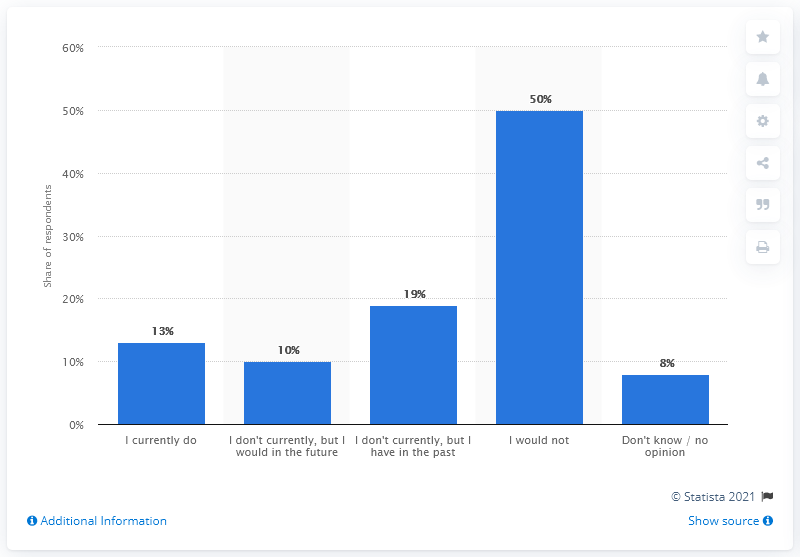 60%
50%
40%
30%
20%
10%
0%
Share of respondents
13%
10%
19%
50%
8%
I currently do
I don't currently, but I
would in the future
I don't currently, but I
have in the past
I would not
Don't know / no
opinion
© Statista 2021
Additional Information
Show source